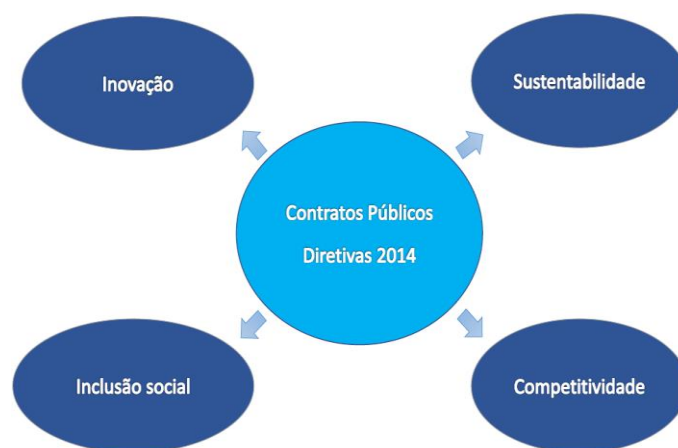 Inovação
Sustentabilidade
Contratos Públicos
Diretivas 2014
Inclusão social
Competitividade